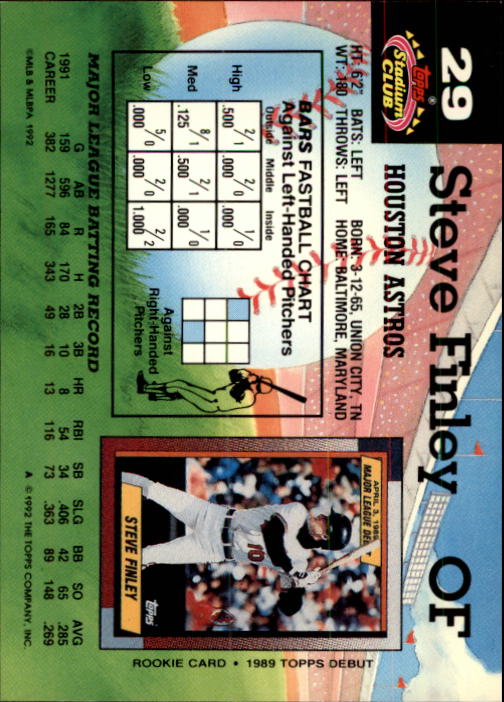 29
Steve Finley OF
Topps®
Stadium
CLUB
HOUSTON ASTROS
HT: 6'2" BATS: LEFT BORN: 3-12-65, UNION CITY, TN
WT: 180 THROWS: LEFT HOME: BALTIMORE, MARYLAND
BARS FASTBALL CHART
Against Left-Handed Pitchers
Outside Middle Inside
High 2/1 .500 0/0 .000 0/0 .000
Med 8/1 .125 2/1 .500 1/0 .000
Low 5/0 .000 0/0 .000 2/2 1.000
Against
Right-Handed
Pitchers
APRIL 3, 1989
MAJOR LEAGUE DEBUT
10
STEVE FINLEY
Topps
ROOKIE CARD • 1989 TOPPS DEBUT
MAJOR LEAGUE BATTING RECORD
G AB R H 2B 3B HR RBI SB SLG BB SO AVG
1991 159 596 84 170 28 10 8 54 34 .406 42 65 .285
CAREER 382 1277 165 343 49 16 13 116 73 .363 89 148 .269
©MLB & MLBPA 1992
A ©1992 THE TOPPS COMPANY, INC.